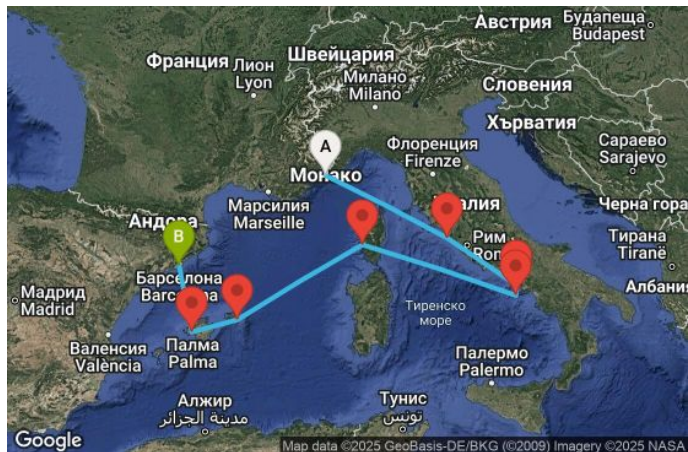 Австрия
Будапеща
Budapest
Франция
Лион
Lyon
Швейцария
Милано
Milano
Словения
Хърватия
A
Монако
Флоренция
Firenze
Сараево
Sarajevo
Марсилия
Marseille
Андора
B
Черна гора
Рим
Тирана
Tiranë
Барселона
Мадрид
Madrid
Албания
Тиренско
море
Валенсия
València
Палма
Palma
Палермо
Palermo
Алжир
مدينة الجزائر
Тунис
تونس
Google
Map data ©2025 GeoBasis-DE/BKG (©2009) Imagery ©2025 NASA